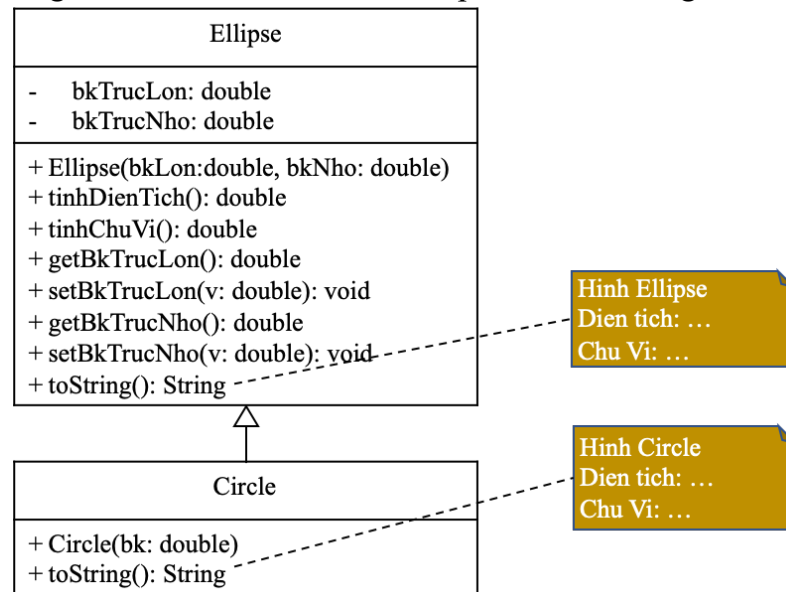 Ellipse
- bkTrucLon: double
- bkTrucNho: double
+ Ellipse(bkLon:double, bkNho: double)
+ tinhDienTich(): double
+ tinhChuVi(): double
+ getBkTrucLon(): double
+ setBkTrucLon(v: double): void
+ getBkTrucNho(): double
+ setBkTrucNho(v: double): void
+ toString(): String
Hinh Ellipse
Dien tich: …
Chu Vi: …
Circle
+ Circle(bk: double)
+ toString(): String
Hinh Circle
Dien tich: …
Chu Vi: …